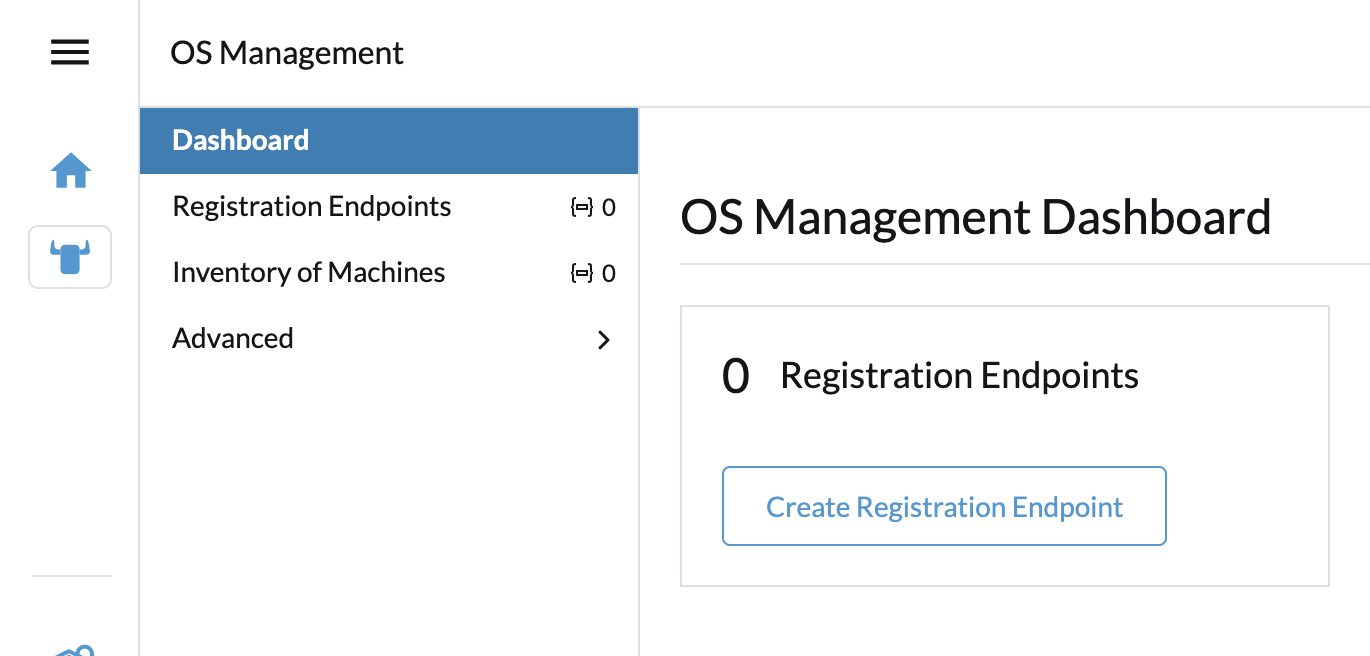 OS Management
Dashboard
Registration Endpoints 0
Inventory of Machines 0
Advanced
OS Management Dashboard
0 Registration Endpoints
Create Registration Endpoint